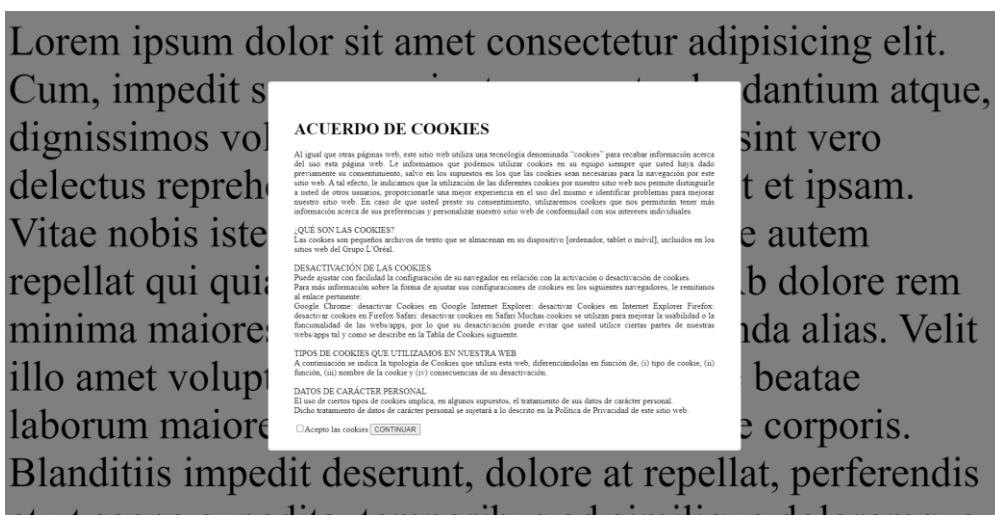 Lorem ipsum dolor sit amet consectetur adipisicing elit.
Cum, impedit s dantium atque,
dignissimos vol sint vero
delectus reprehe t et ipsam.
Vitae nobis iste e autem
repellat qui quia b dolore rem
minima maiores nda alias. Velit
illo amet volupt beatae
laborum maiore e corporis.
Blanditiis impedit deserunt, dolore at repellat, perferendis
ACUERDO DE COOKIES
Al igual que otras páginas web, este sitio web utiliza una tecnología denominada “cookies” para recabar información acerca
del uso esta página web. Le informamos que podemos utilizar cookies en su equipo siempre que usted haya dado
previamente su consentimiento, salvo en los supuestos en los que las cookies sean necesarias para la navegación por este
sitio web. A tal efecto, le indicamos que la utilización de las diferentes cookies por nuestro sitio web nos permite distinguirle
a usted de otros usuarios, proporcionarle una mejor experiencia en el uso del mismo e identificar problemas para mejorar
nuestro sitio web. En caso de que usted preste su consentimiento, utilizaremos cookies que nos permitirán tener más
información acerca de sus preferencias y personalizar nuestro sitio web de conformidad con sus intereses individuales.
¿QUÉ SON LAS COOKIES?
Las cookies son pequeños archivos de texto que se almacenan en su dispositivo [ordenador, tablet o móvil], incluidos en los
sitios web del Grupo L’Oréal.
DESACTIVACIÓN DE LAS COOKIES
Puede ajustar con facilidad la configuración de su navegador en relación con la activación o desactivación de cookies.
Para más información sobre la forma de ajustar sus configuraciones de cookies en los siguientes navegadores, le remitimos
al enlace pertinente:
Google Chrome: desactivar Cookies en Google Internet Explorer: desactivar Cookies en Internet Explorer Firefox:
desactivar cookies en Firefox Safari: desactivar cookies en Safari Muchas cookies se utilizan para mejorar la usabilidad o la
funcionalidad de las webs/apps, por lo que su desactivación puede evitar que usted utilice ciertas partes de nuestras
webs/apps tal y como se describe en la Tabla de Cookies siguiente.
TIPOS DE COOKIES QUE UTILIZAMOS EN NUESTRA WEB
A continuación se indica la tipología de Cookies que utiliza esta web, diferenciándolas en función de, (i) tipo de cookie, (ii)
función, (iii) nombre de la cookie y (iv) consecuencias de su desactivación.
DATOS DE CARÁCTER PERSONAL
El uso de ciertos tipos de cookies implica, en algunos supuestos, el tratamiento de sus datos de carácter personal.
Dicho tratamiento de datos de carácter personal se sujetará a lo descrito en la Política de Privacidad de este sitio web.
Acepto las cookies CONTINUAR